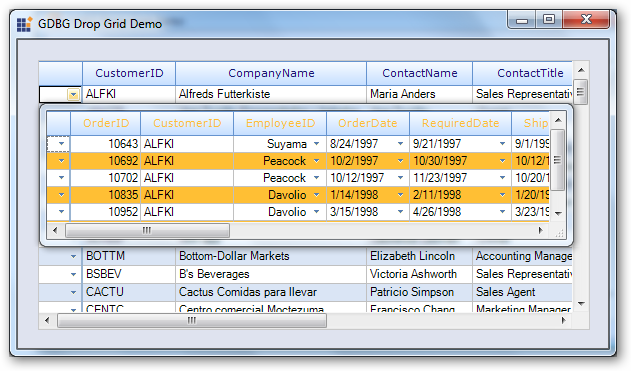 GDBG Drop Grid Demo
CustomerID CompanyName ContactName ContactTitle
ALFKI Alfreds Futterkiste Maria Anders Sales Representativ
OrderID CustomerID EmployeeID OrderDate RequiredDate Ship
10643 ALFKI Suyama 8/24/1997 9/21/1997 9/1/199
10692 ALFKI Peacock 10/2/1997 10/30/1997 10/12/1
10702 ALFKI Peacock 10/12/1997 11/23/1997 10/20/1
10835 ALFKI Davolio 1/14/1998 2/11/1998 1/20/19
10952 ALFKI Davolio 3/15/1998 4/26/1998 3/23/19
BOTTM Bottom-Dollar Markets Elizabeth Lincoln Accounting Manage
BSBEV B's Beverages Victoria Ashworth Sales Representativ
CACTU Cactus Comidas para llevar Patricio Simpson Sales Agent
CENTC Centro comercial Moctezuma Francisco Chang Marketing Manager